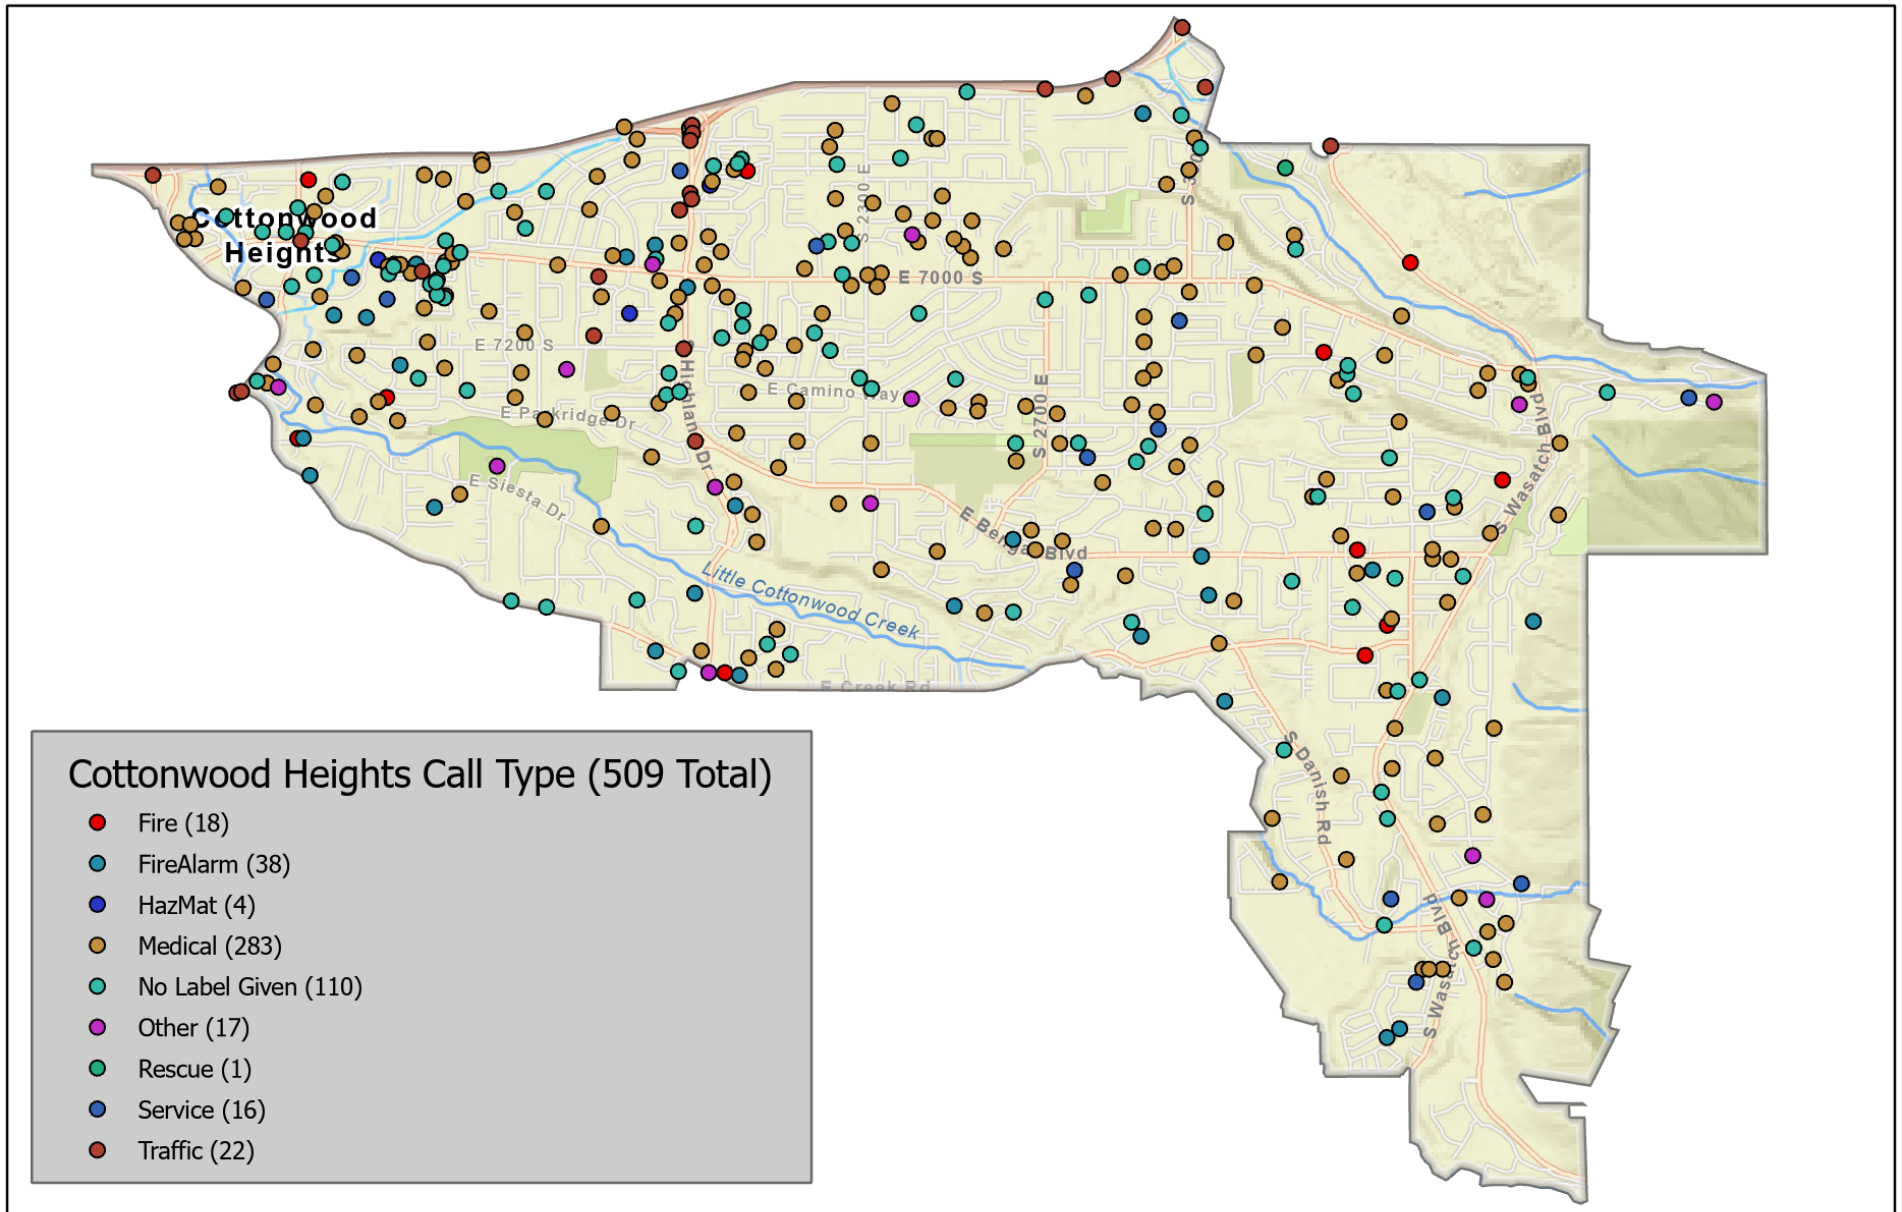 Cottonwood
Heights
S 2300 E
E 7000 S
E 7200 S
E Camino Way
E Parkridge Dr
Highland Dr
S 2700 E
E Siesta Dr
S Wasatch Blvd
Little Cottonwood Creek
E Creek Rd
S Danish Rd
S Wasatch Blvd
Cottonwood Heights Call Type (509 Total)
Fire (18)
FireAlarm (38)
HazMat (4)
Medical (283)
No Label Given (110)
Other (17)
Rescue (1)
Service (16)
Traffic (22)